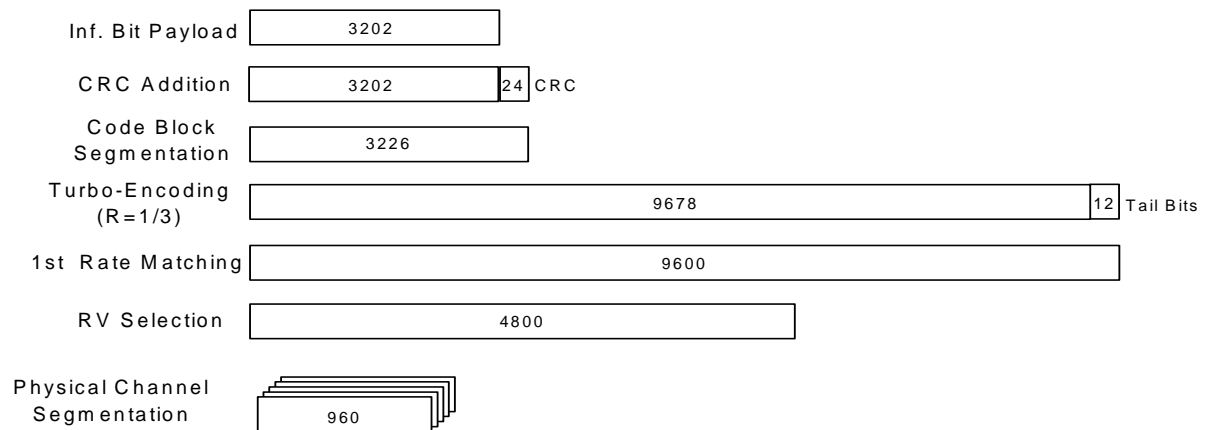 Inf. Bit Payload 3202
CRC Addition 3202 24 CRC
Code Block
Segmentation 3226
Turbo-Encoding
(R=1/3) 9678 12 Tail Bits
1st Rate Matching 9600
RV Selection 4800
Physical Channel
Segmentation 960